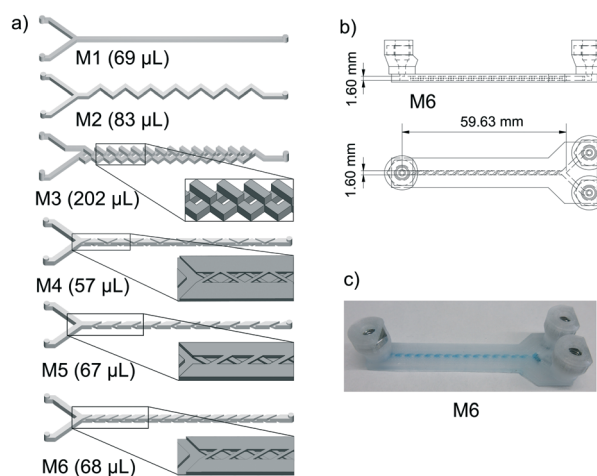 a)
M1 (69 µL)
M2 (83 µL)
M3 (202 µL)
M4 (57 µL)
M5 (67 µL)
M6 (68 µL)
b)
1.60 mm
M6
59.63 mm
1.60 mm
c)
M6